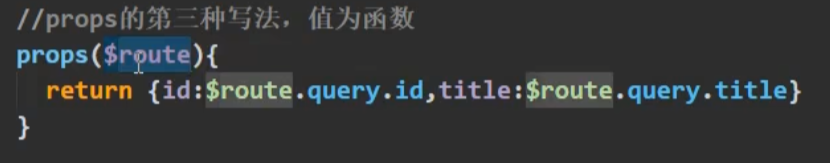 //props的第三种写法，值为函数
props($route){
return {id:$route.query.id,title:$route.query.title}
}